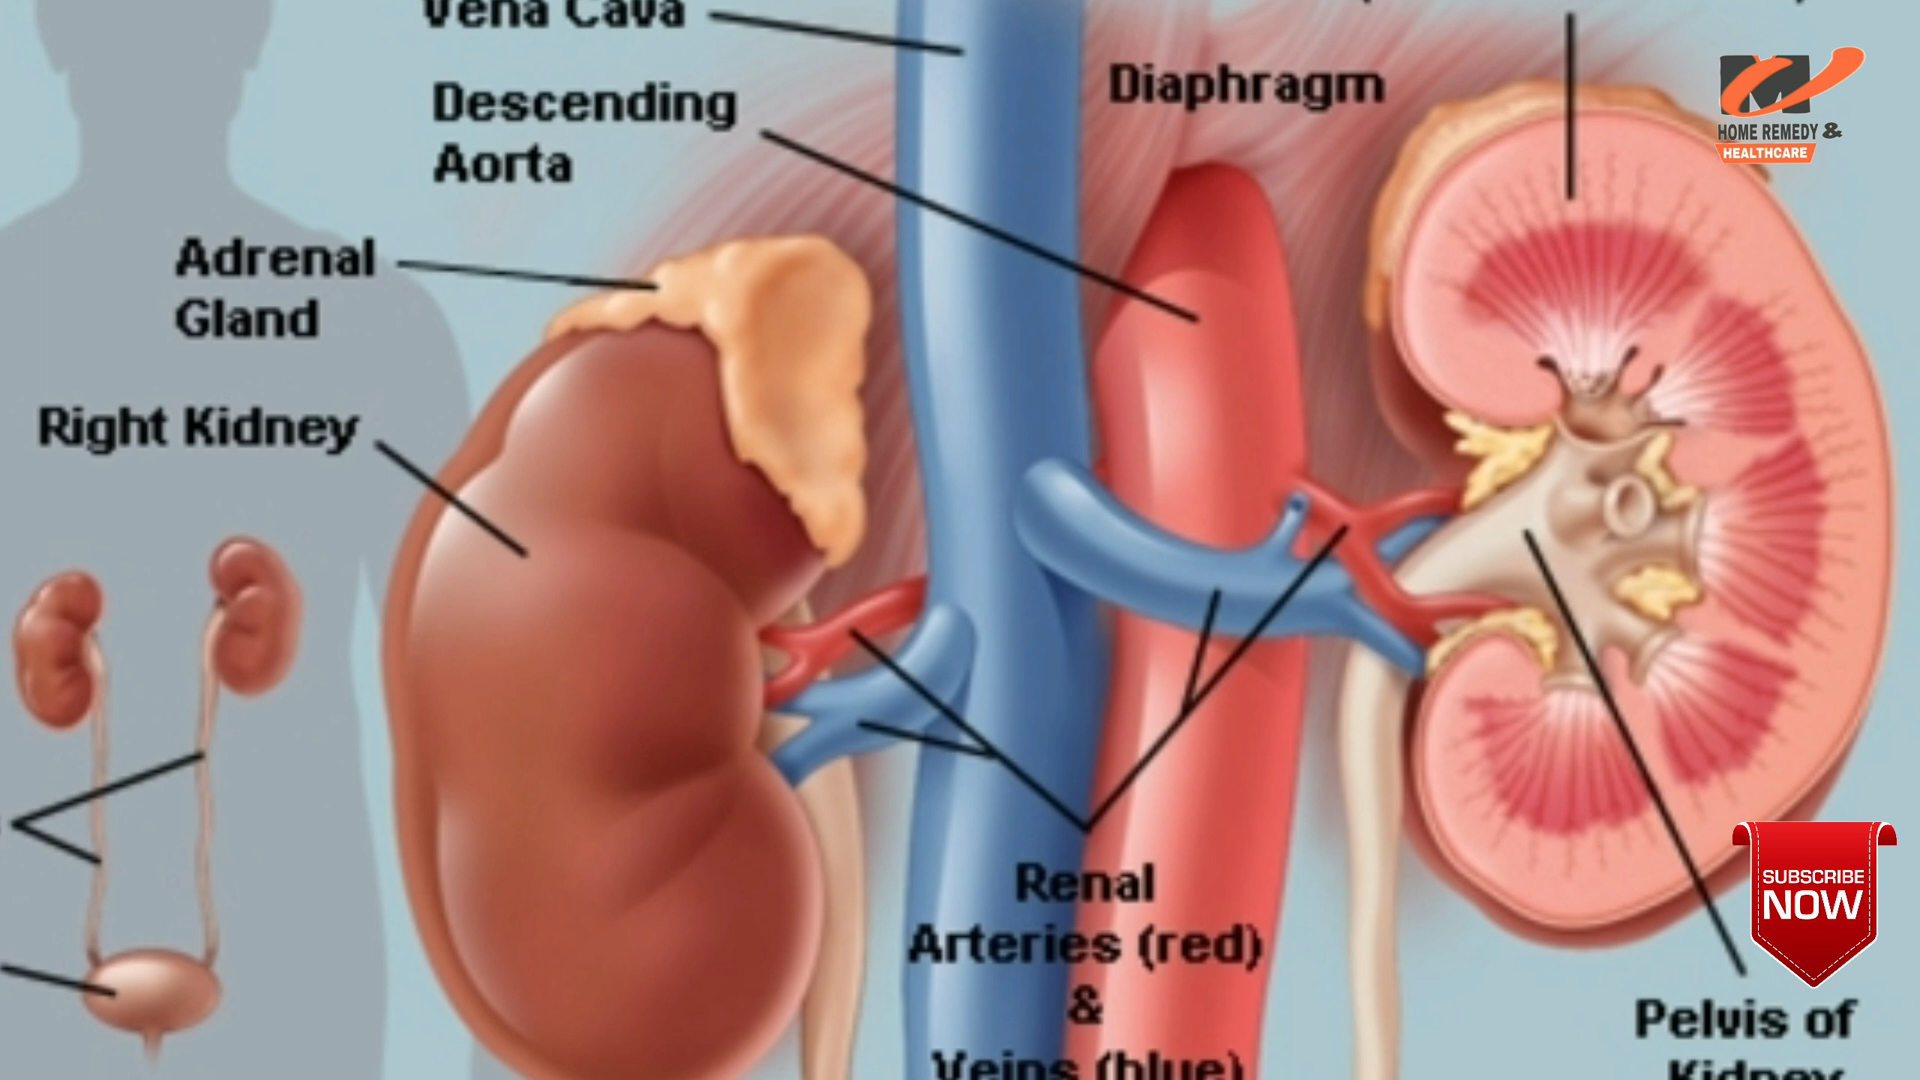 Vena Cava
Descending
Aorta
Diaphragm
HOME REMEDY &
HEALTHCARE
Adrenal
Gland
Right Kidney
Renal
Arteries (red)
&
Veins (blue)
SUBSCRIBE
NOW
Pelvis of
Kidney